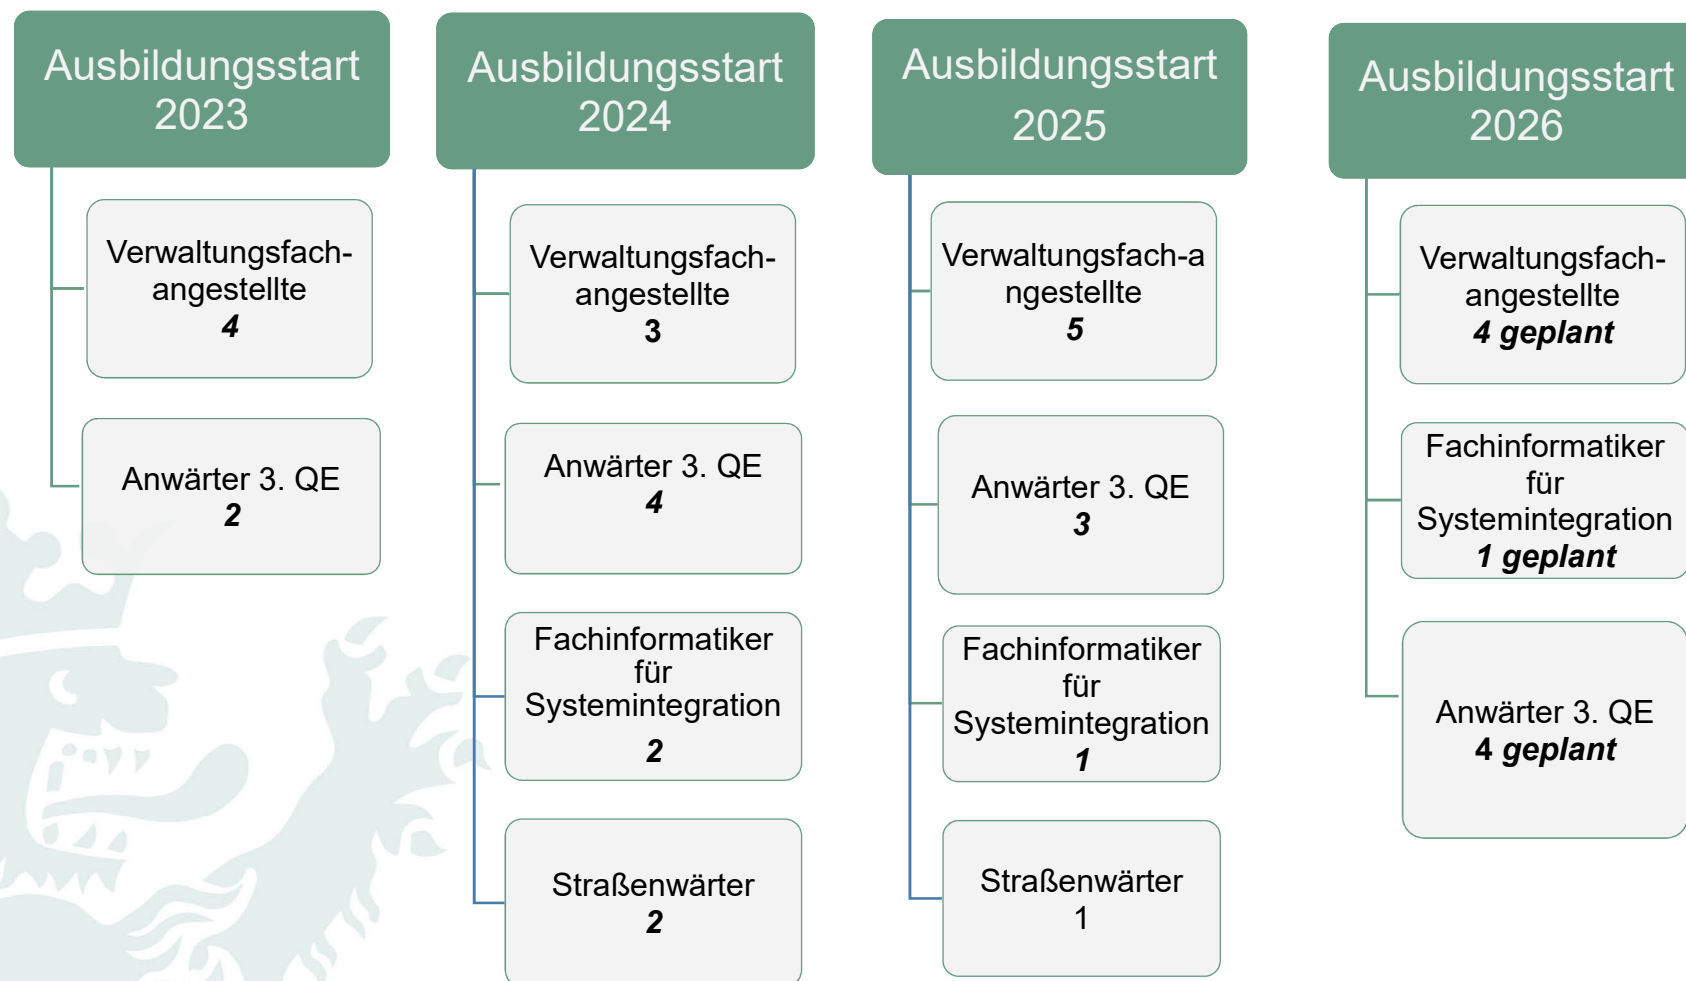 Ausbildungsstart
2023
Verwaltungsfach-
angestellte
4
Anwärter 3. QE
2
Ausbildungsstart
2024
Verwaltungsfach-
angestellte
3
Anwärter 3. QE
4
Fachinformatiker
für
Systemintegration
2
Straßenwärter
2
Ausbildungsstart
2025
Verwaltungsfach-a
ngestellte
5
Anwärter 3. QE
3
Fachinformatiker
für
Systemintegration
1
Straßenwärter
1
Ausbildungsstart
2026
Verwaltungsfach-
angestellte
4 geplant
Fachinformatiker
für
Systemintegration
1 geplant
Anwärter 3. QE
4 geplant